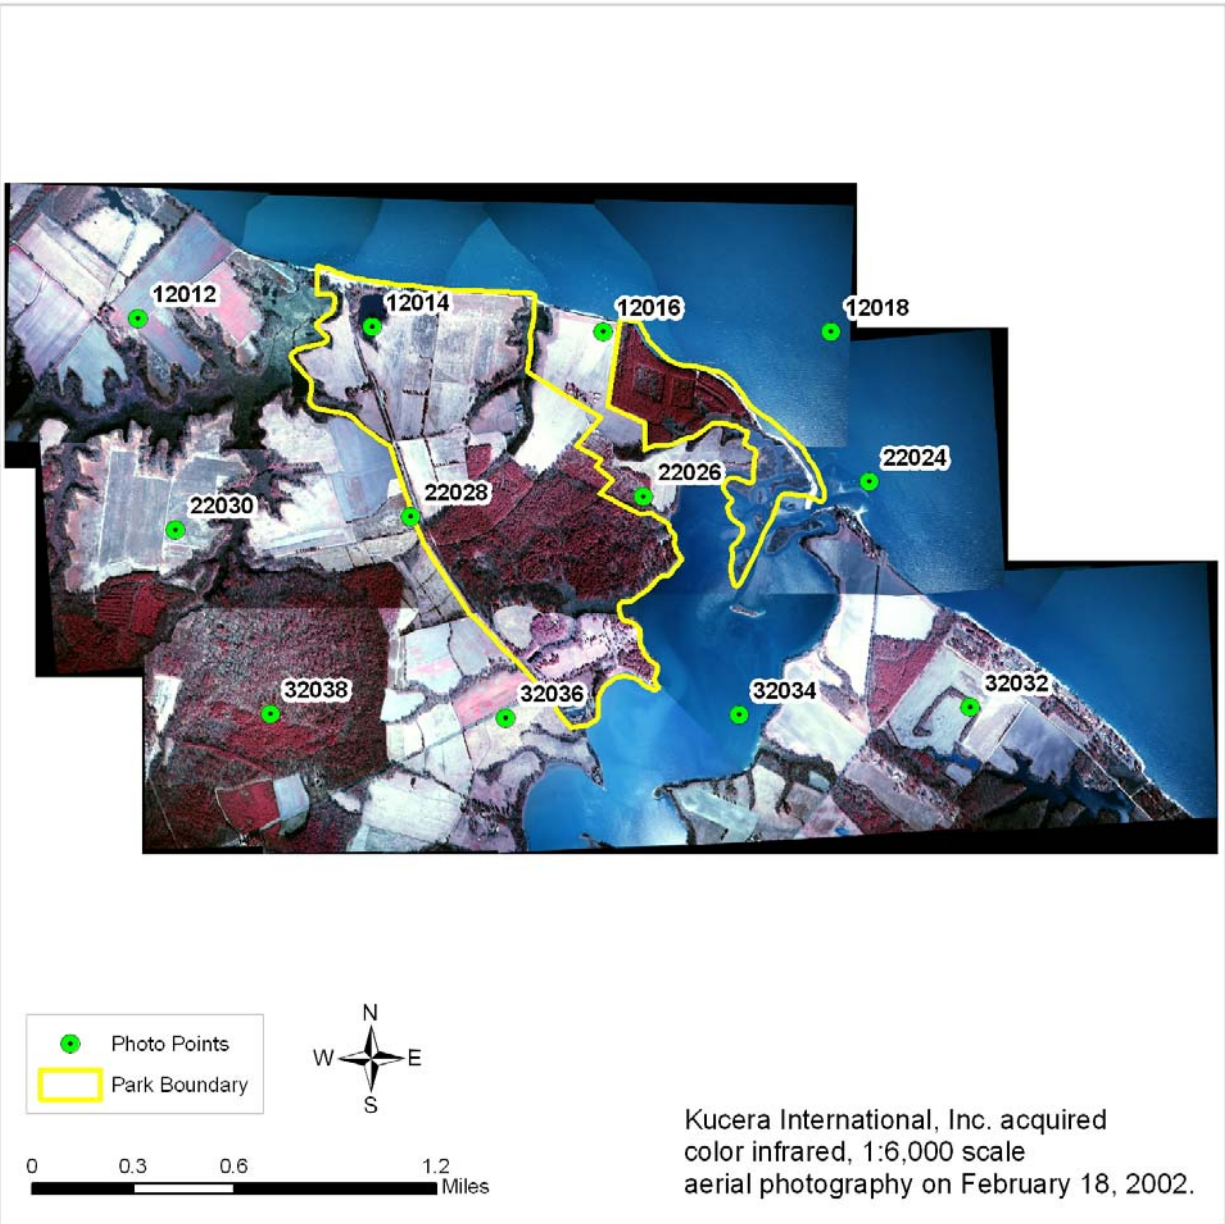 12012
12014
12016
12018
22024
22026
22028
22030
32038
32036
32034
32032
Photo Points
Park Boundary
N
W E
S
0 0.3 0.6 1.2
Miles
Kucera International, Inc. acquired
color infrared, 1:6,000 scale
aerial photography on February 18, 2002.